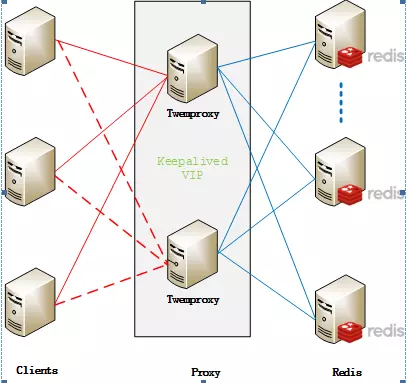 redis
Twemproxy
Keepalived
VIP
redis
Twemproxy
redis
Clients
Proxy
Redis